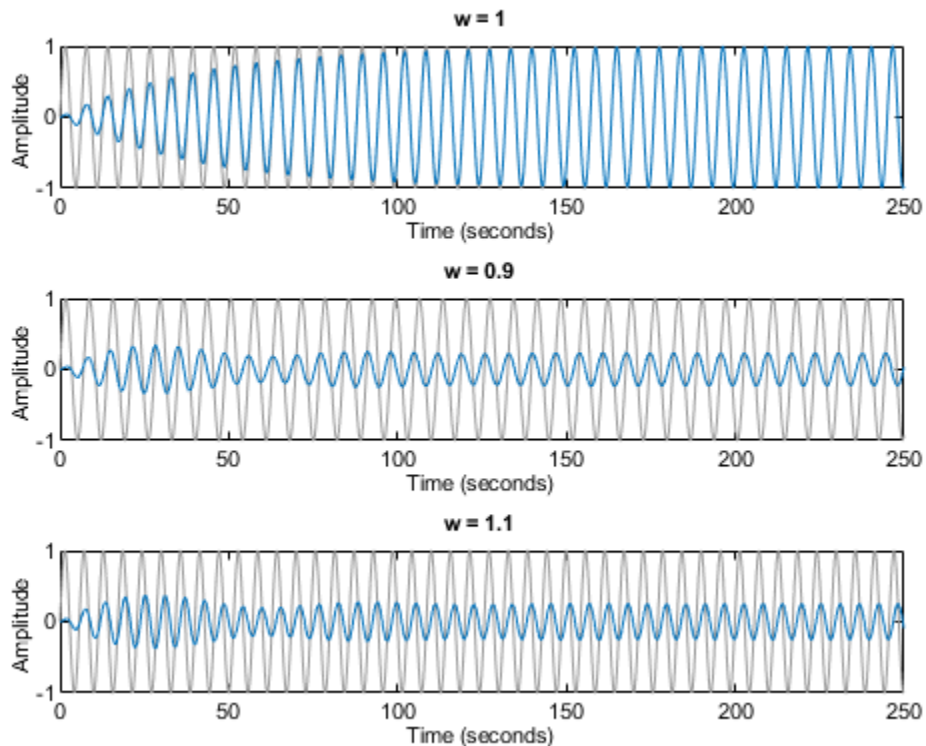 w = 1
Amplitude
1
0
-1
0 50 100 150 200 250
Time (seconds)
w = 0.9
Amplitude
1
0
-1
0 50 100 150 200 250
Time (seconds)
w = 1.1
Amplitude
1
0
-1
0 50 100 150 200 250
Time (seconds)